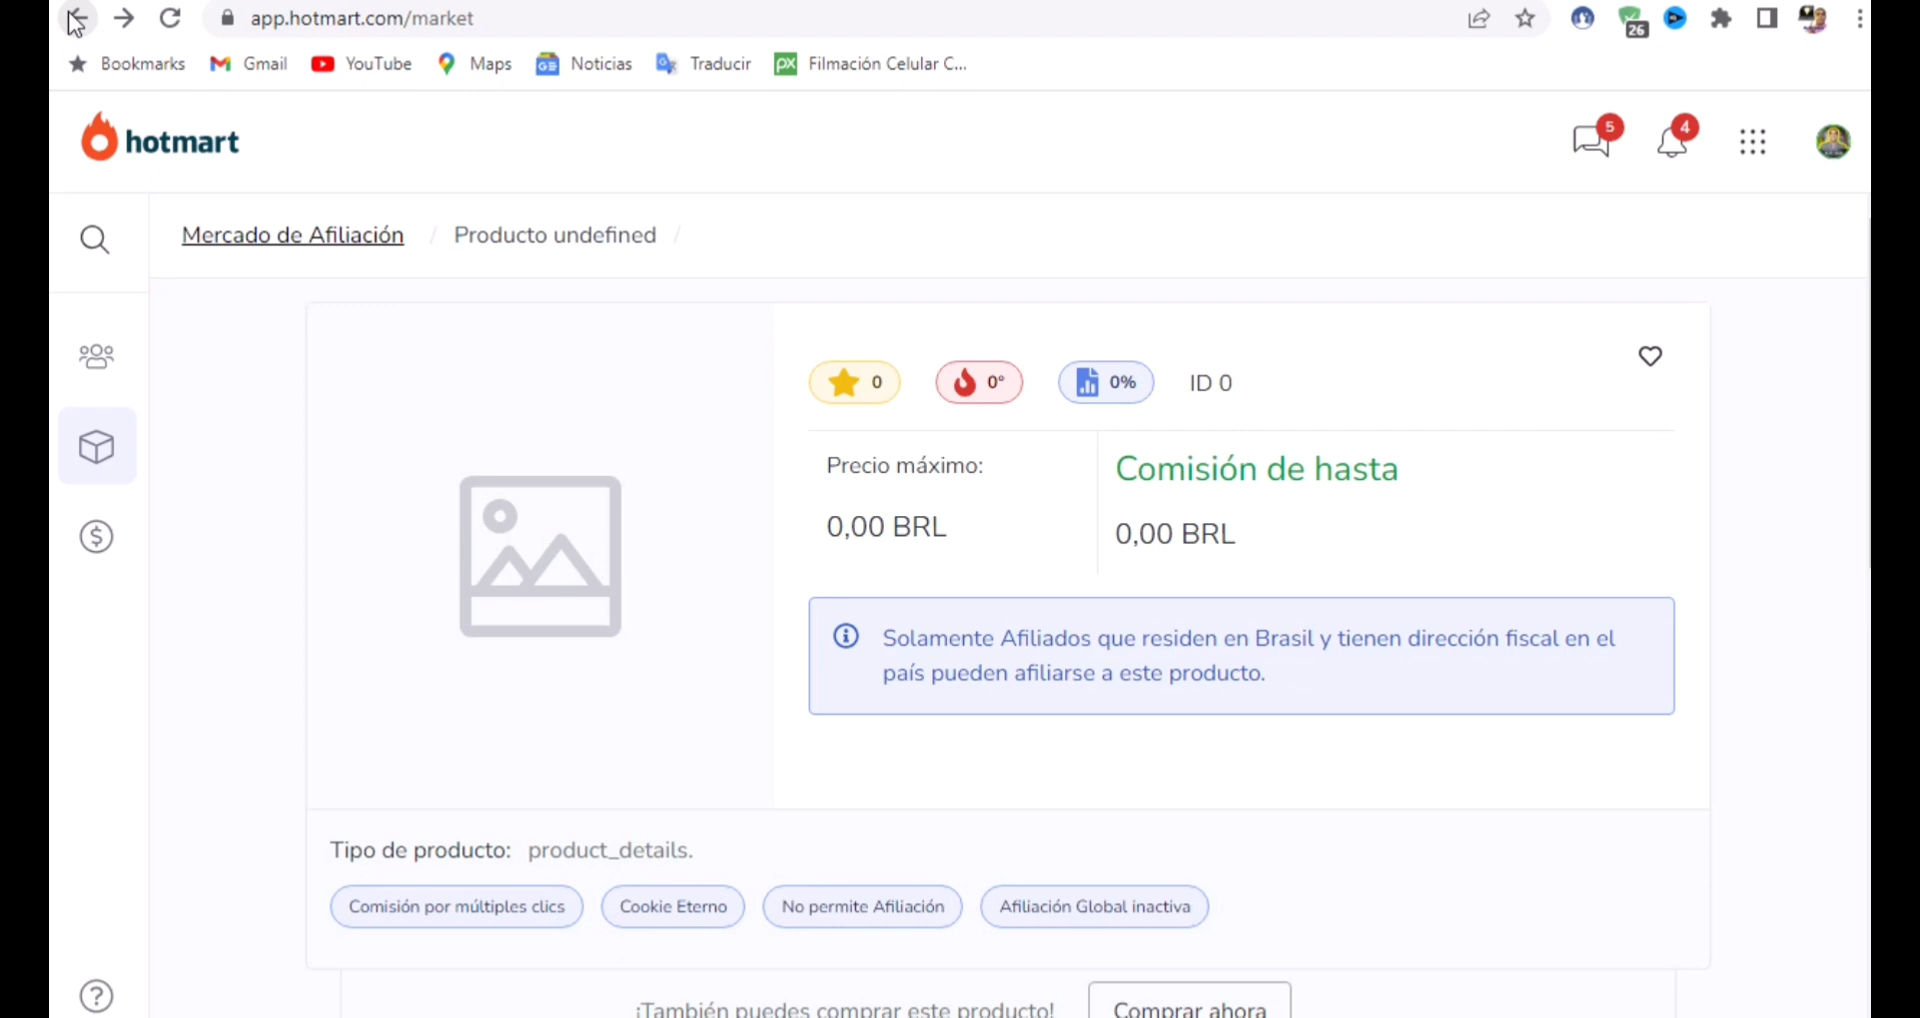 app.hotmart.com/market
26
Bookmarks
Gmail
YouTube
Maps
Noticias
Traducir
Filmación Celular C...
hotmart
5
4
Mercado de Afiliación / Producto undefined /
0
0°
0%
ID 0
Precio máximo:
0,00 BRL
Comisión de hasta
0,00 BRL
Solamente Afiliados que residen en Brasil y tienen dirección fiscal en el
país pueden afiliarse a este producto.
Tipo de producto: product_details.
Comisión por múltiples clics
Cookie Eterno
No permite Afiliación
Afiliación Global inactiva
¡También puedes comprar este producto!
Comprar ahora